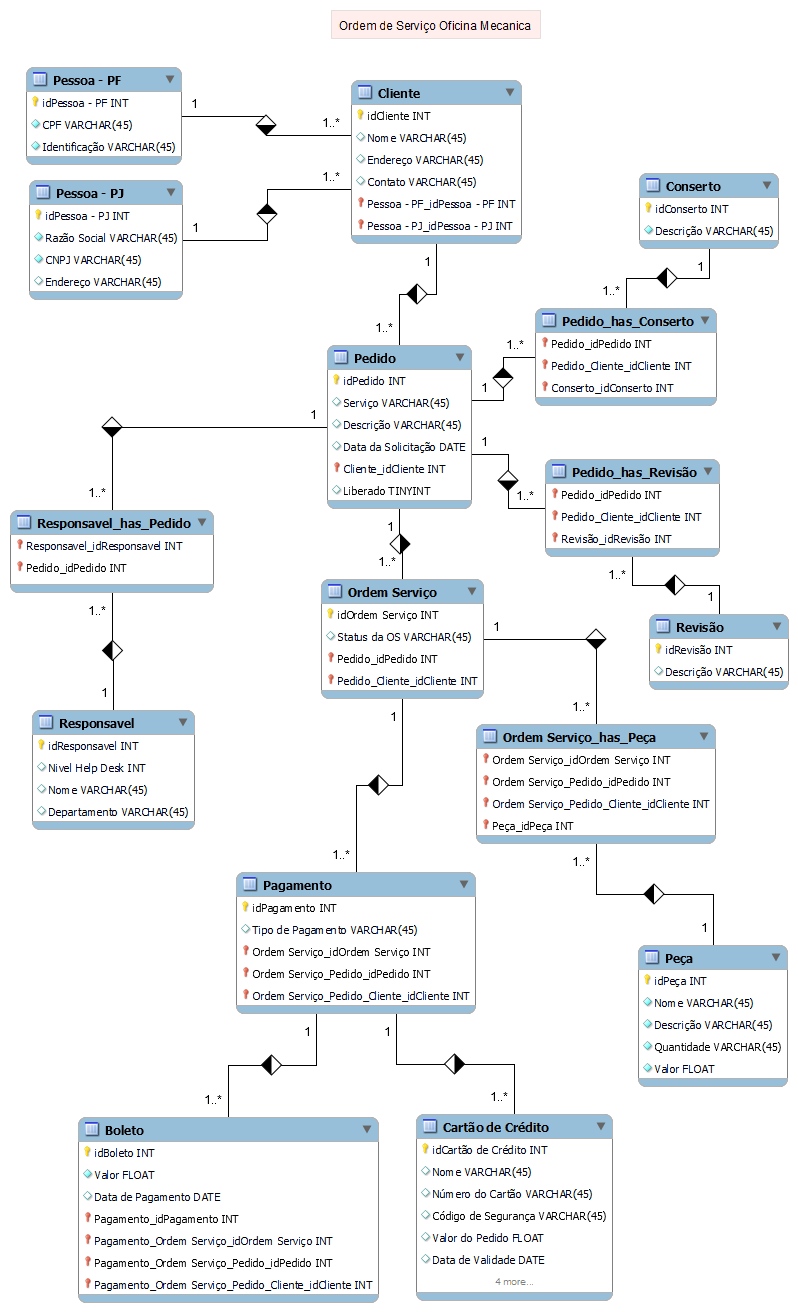 Ordem de Serviço Oficina Mecanica
Pessoa - PF
idPessoa - PF INT
CPF VARCHAR(45)
Identificação VARCHAR(45)
1
1..*
Cliente
idCliente INT
Nome VARCHAR(45)
Endereço VARCHAR(45)
Contato VARCHAR(45)
Pessoa - PF_idPessoa - PF INT
Pessoa - PJ_idPessoa - PJ INT
Pessoa - PJ
idPessoa - PJ INT
Razão Social VARCHAR(45)
CNPJ VARCHAR(45)
Endereço VARCHAR(45)
1
1..*
Conserto
idConserto INT
Descrição VARCHAR(45)
1
1..*
1
1..*
Pedido_has_Conserto
Pedido_idPedido INT
Pedido_Cliente_idCliente INT
Conserto_idConserto INT
1..*
1
Pedido
idPedido INT
Serviço VARCHAR(45)
Descrição VARCHAR(45)
Data da Solicitação DATE
Cliente_idCliente INT
Liberado TINYINT
1
1..*
1
1..*
Pedido_has_Revisão
Pedido_idPedido INT
Pedido_Cliente_idCliente INT
Revisão_idRevisão INT
1..*
1
Responsavel_has_Pedido
Responsavel_idResponsavel INT
Pedido_idPedido INT
1..*
1
1
1..*
Ordem Serviço
idOrdem Serviço INT
Status da OS VARCHAR(45)
Pedido_idPedido INT
Pedido_Cliente_idCliente INT
Revisão
idRevisão INT
Descrição VARCHAR(45)
1
1..*
Responsavel
idResponsavel INT
Nivel Help Desk INT
Nome VARCHAR(45)
Departamento VARCHAR(45)
1
1..*
Ordem Serviço_has_Peça
Ordem Serviço_idOrdem Serviço INT
Ordem Serviço_Pedido_idPedido INT
Ordem Serviço_Pedido_Cliente_idCliente INT
Peça_idPeça INT
1..*
1
Pagamento
idPagamento INT
Tipo de Pagamento VARCHAR(45)
Ordem Serviço_idOrdem Serviço INT
Ordem Serviço_Pedido_idPedido INT
Ordem Serviço_Pedido_Cliente_idCliente INT
Peça
idPeça INT
Nome VARCHAR(45)
Descrição VARCHAR(45)
Quantidade VARCHAR(45)
Valor FLOAT
1
1..*
1
1..*
Boleto
idBoleto INT
Valor FLOAT
Data de Pagamento DATE
Pagamento_idPagamento INT
Pagamento_Ordem Serviço_idOrdem Serviço INT
Pagamento_Ordem Serviço_Pedido_idPedido INT
Pagamento_Ordem Serviço_Pedido_Cliente_idCliente INT
Cartão de Crédito
idCartão de Crédito INT
Nome VARCHAR(45)
Número do Cartão VARCHAR(45)
Código de Segurança VARCHAR(45)
Valor do Pedido FLOAT
Data de Validade DATE
4 more...